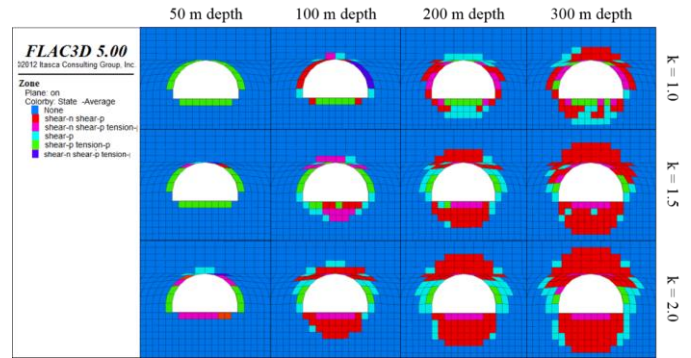 50 m depth 100 m depth 200 m depth 300 m depth
FLAC3D 5.00
©2012 Itasca Consulting Group, Inc.
Zone
Plane: on
Colorby: State -Average
None
shear-n shear-p
shear-n shear-p tension-p
shear-p
shear-p tension-p
shear-n shear-p tension-
k = 1.0
k = 1.5
k = 2.0